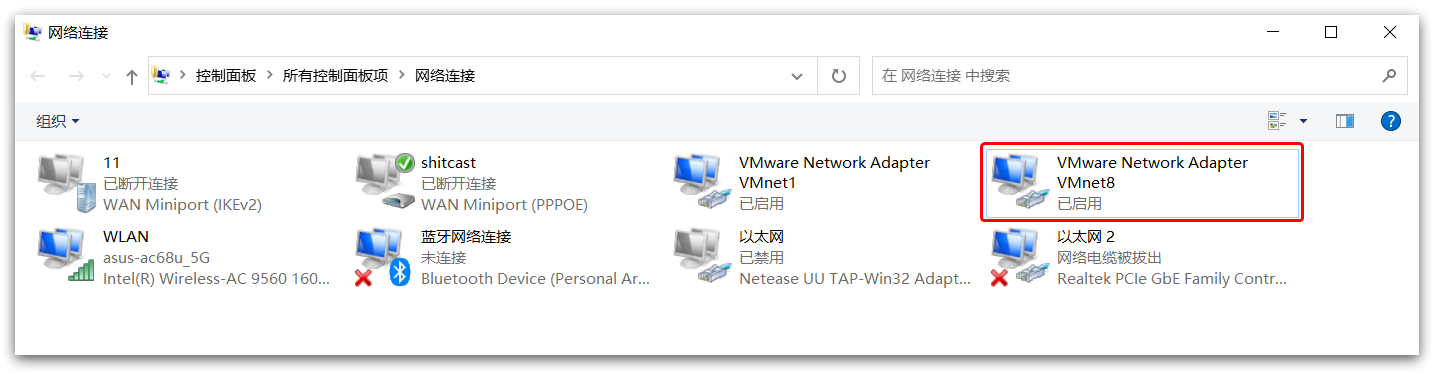 网络连接
控制面板 > 所有控制面板项 > 网络连接
在 网络连接 中搜索
组织
?
11
已断开连接
WAN Miniport (IKEv2)
shitcast
已断开连接
WAN Miniport (PPPOE)
VMware Network Adapter
VMnet1
已启用
VMware Network Adapter
VMnet8
已启用
WLAN
asus-ac68u_5G
Intel(R) Wireless-AC 9560 160...
蓝牙网络连接
未连接
Bluetooth Device (Personal Ar...
以太网
已禁用
Netease UU TAP-Win32 Adapt...
以太网 2
网络电缆被拔出
Realtek PCIe GbE Family Contr...